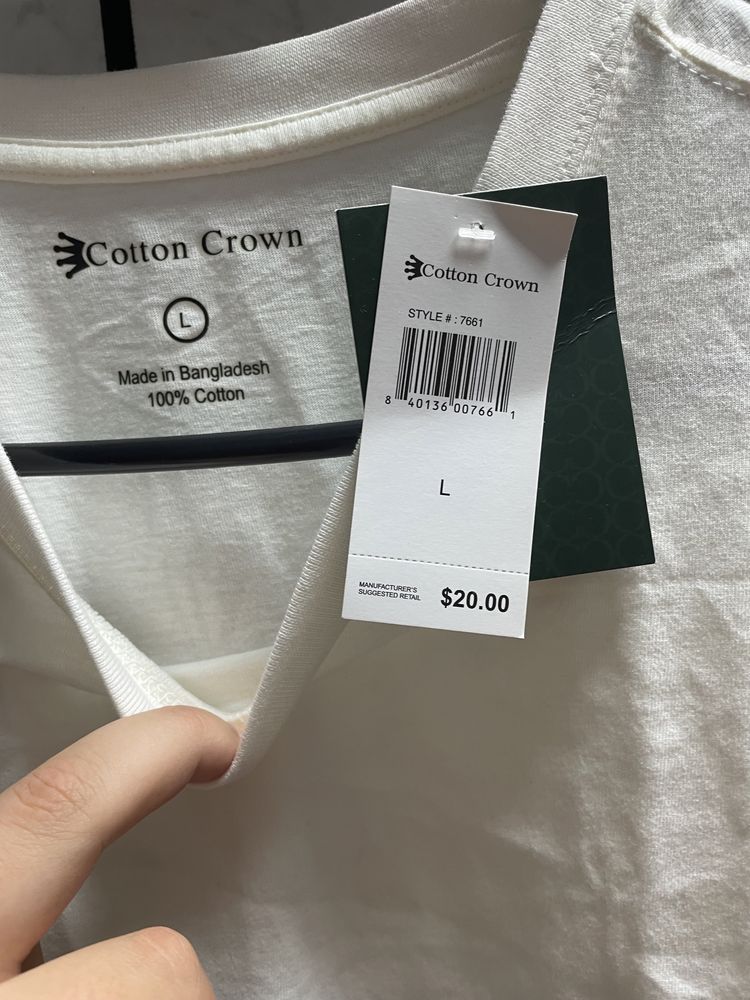 Cotton Crown
L
Made in Bangladesh
100% Cotton
Cotton Crown
STYLE # : 7661
8 40136 00766 1
L
MANUFACTURER'S
SUGGESTED RETAIL
$20.00